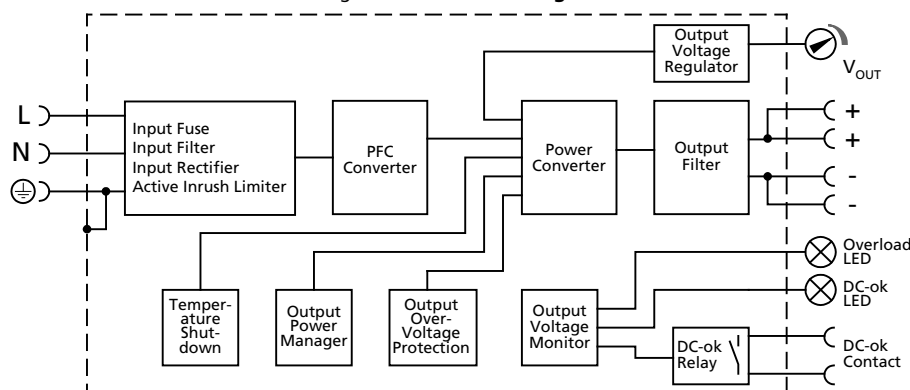 Output
Voltage
Regulator
VOUT
L
N
Input Fuse
Input Filter
Input Rectifier
Active Inrush Limiter
PFC
Converter
Power
Converter
Output
Filter
+
+
-
-
Overload
LED
DC-ok
LED
Temper-
ature
Shut-
down
Output
Power
Manager
Output
Over-
Voltage
Protection
Output
Voltage
Monitor
DC-ok
Relay
DC-ok
Contact